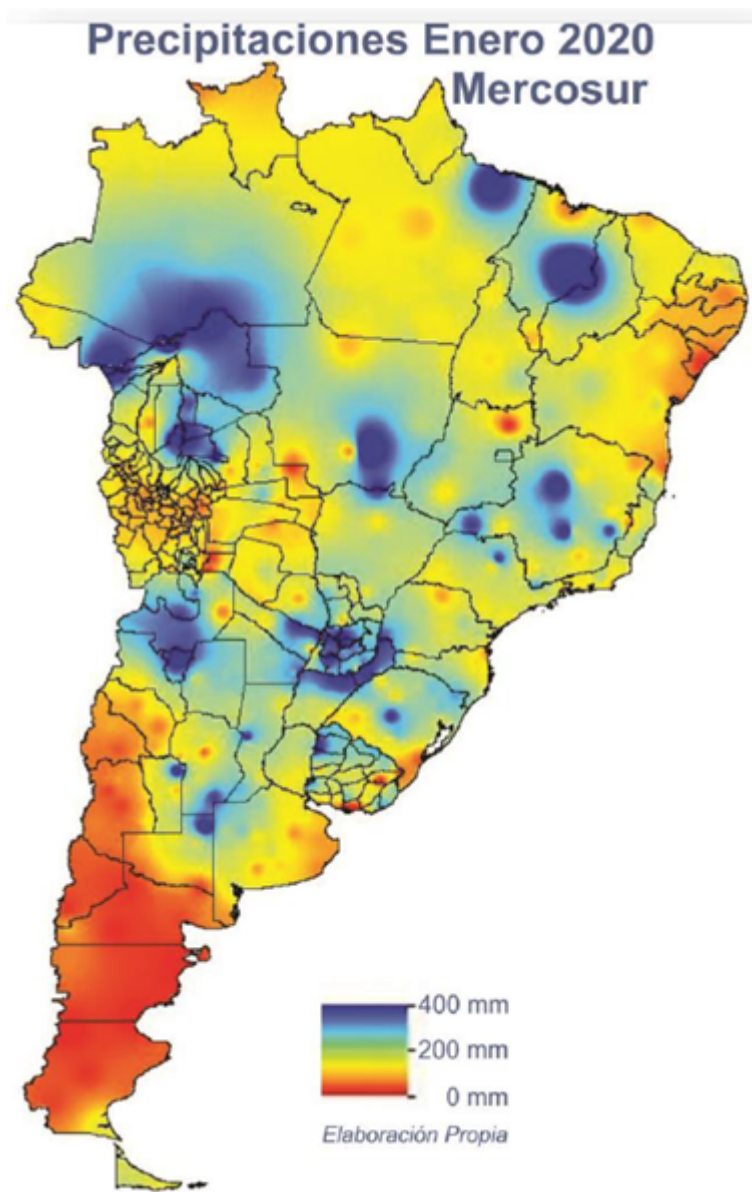 Precipitaciones Enero 2020
Mercosur
400 mm
200 mm
0 mm
Elaboración Propia